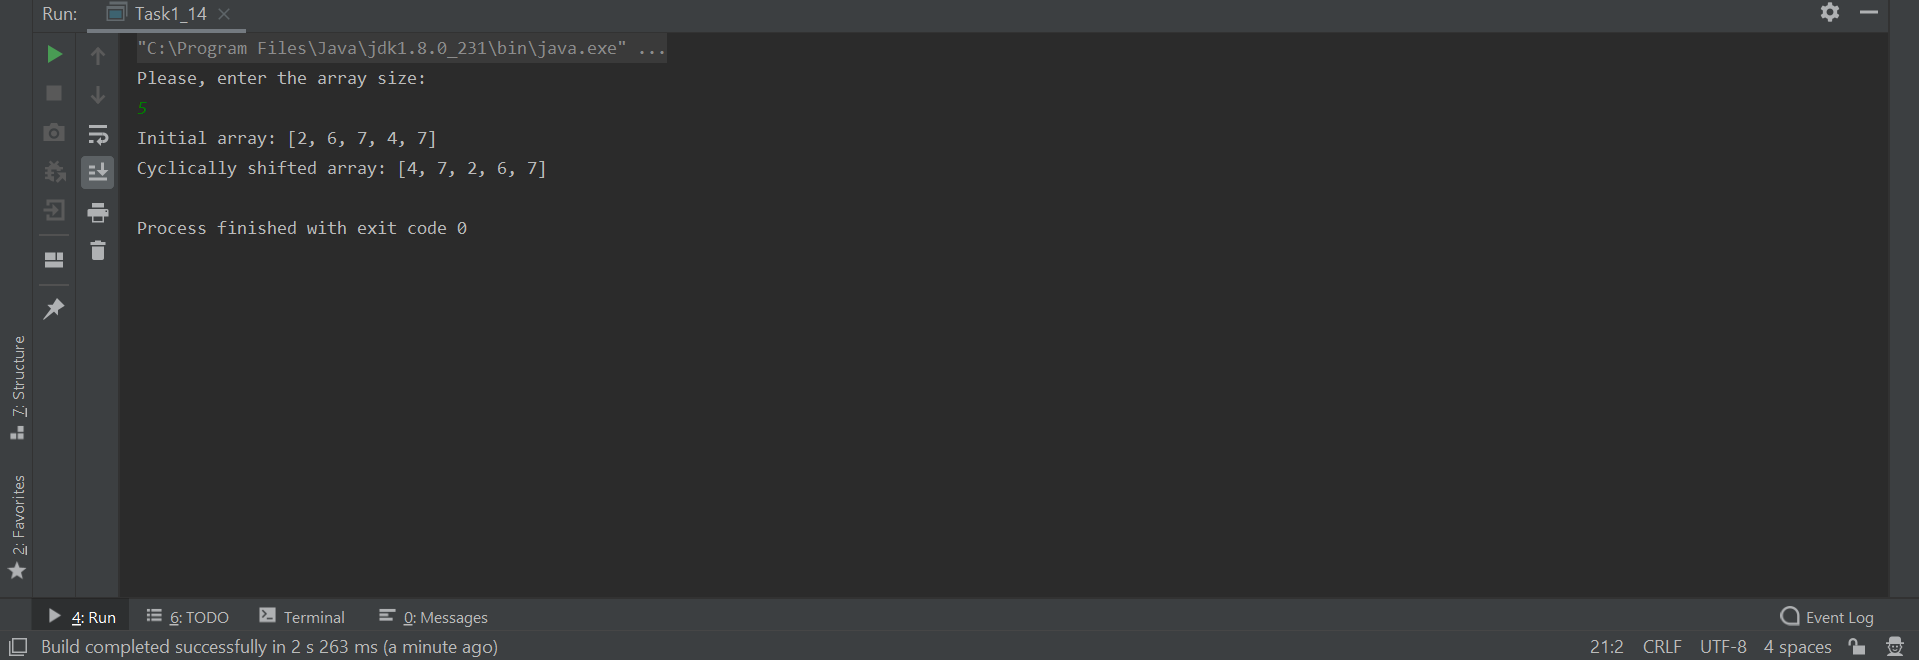 Run: Task1_14
"C:\Program Files\Java\jdk1.8.0_231\bin\java.exe" ...
Please, enter the array size:
5
Initial array: [2, 6, 7, 4, 7]
Cyclically shifted array: [4, 7, 2, 6, 7]
Process finished with exit code 0
7: Structure
2: Favorites
4: Run 6: TODO Terminal 0: Messages Event Log
Build completed successfully in 2 s 263 ms (a minute ago) 21:2 CRLF UTF-8 4 spaces